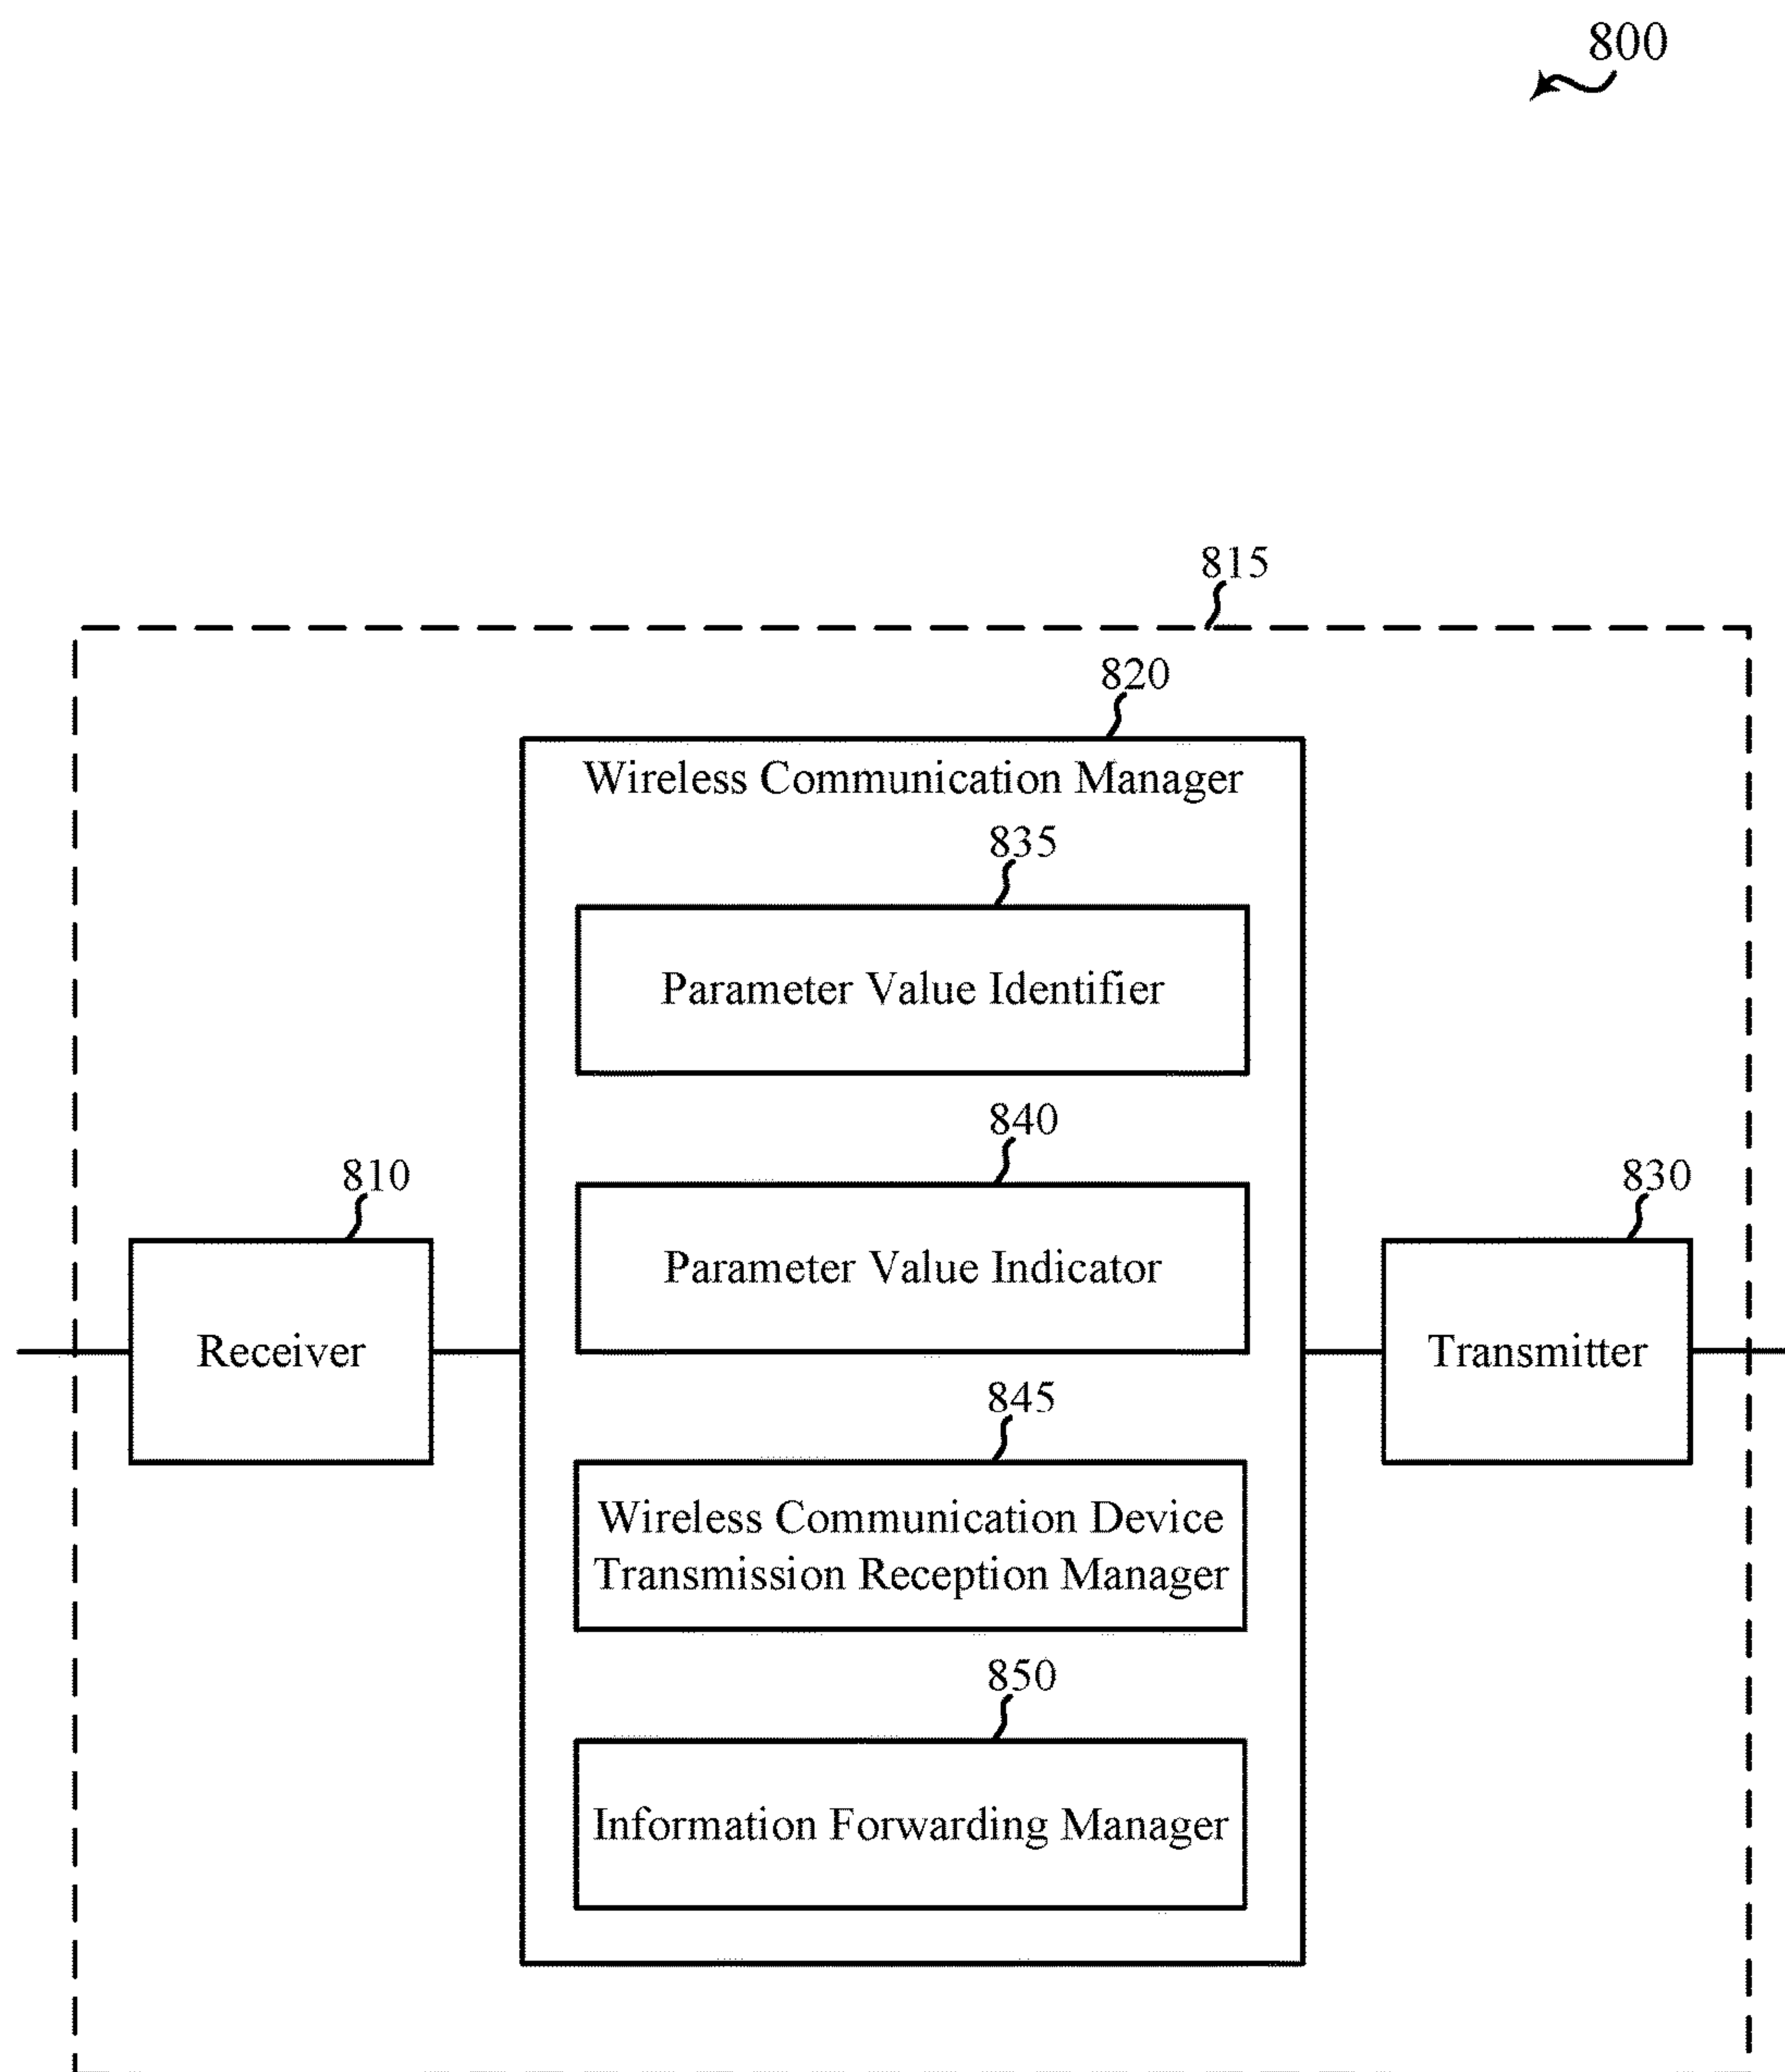 800
815
820
Wireless Communication Manager
835
Parameter Value Identifier
840
Parameter Value Indicator
810
Receiver
830
Transmitter
845
Wireless Communication Device
Transmission Reception Manager
850
Information Forwarding Manager